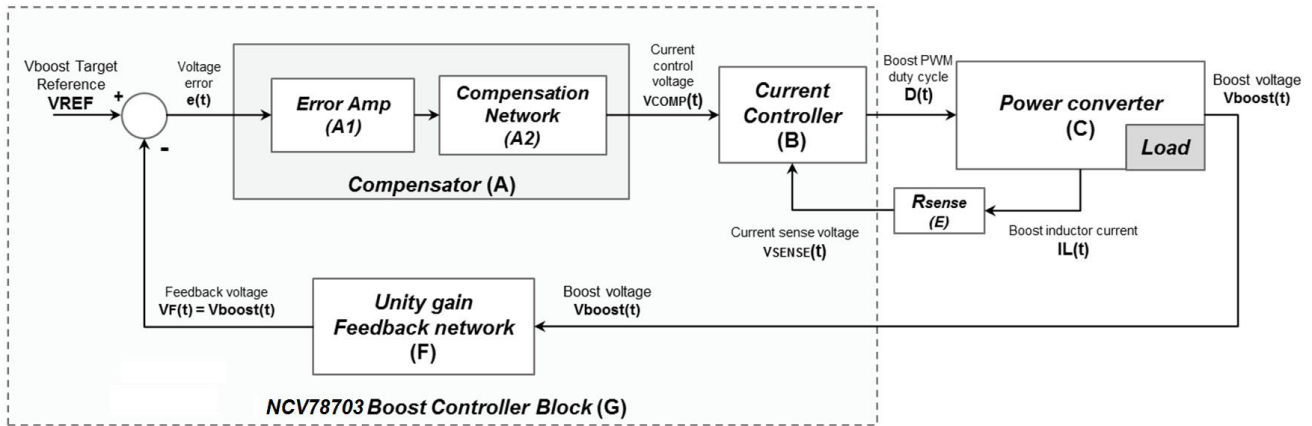 Vboost Target
Reference
VREF
+
-
Voltage
error
e(t)
Error Amp
(A1)
Compensation
Network
(A2)
Compensator (A)
Current
control
voltage
VCOMP(t)
Current
Controller
(B)
Boost PWM
duty cycle
D(t)
Power converter
(C)
Load
Boost voltage
Vboost(t)
Rsense
(E)
Current sense voltage
VSENSE(t)
Boost inductor current
IL(t)
Feedback voltage
VF(t) = Vboost(t)
Unity gain
Feedback network
(F)
Boost voltage
Vboost(t)
NCV78703 Boost Controller Block (G)